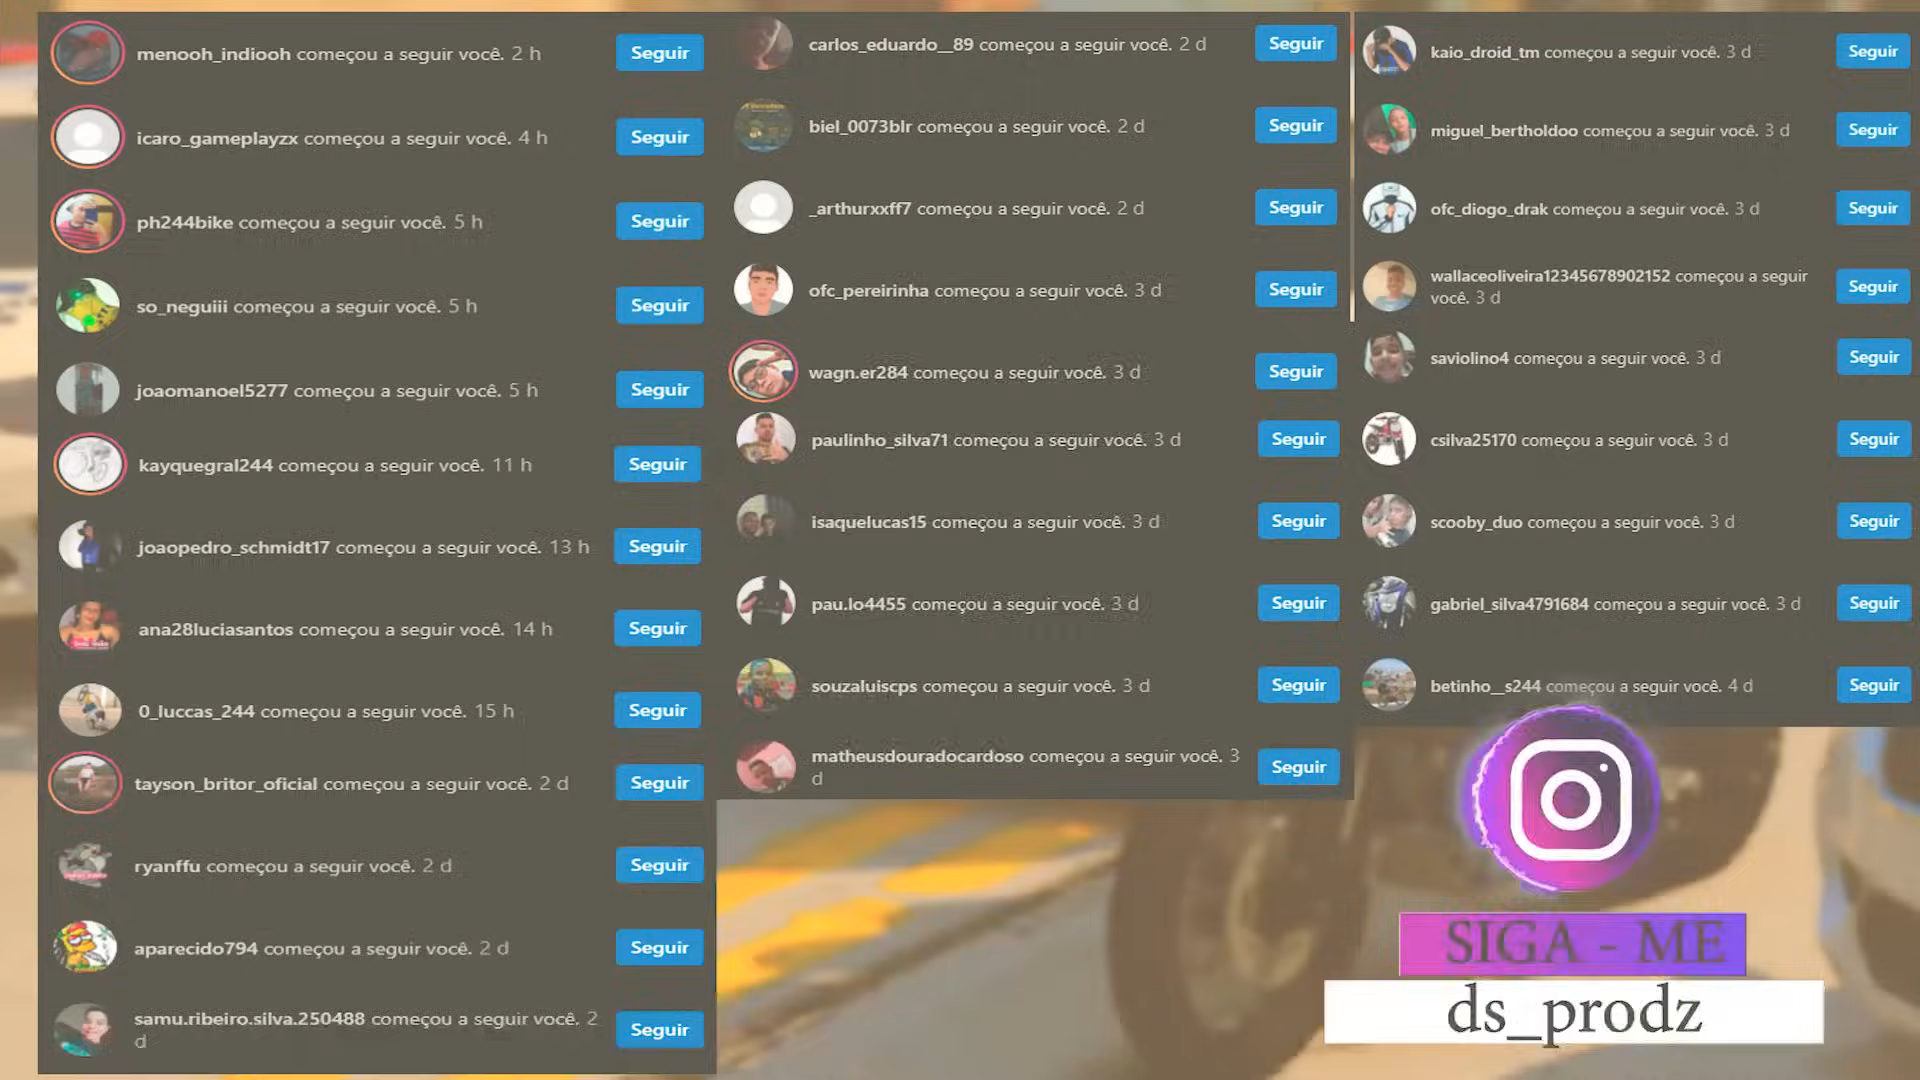 menooh_indiooh começou a seguir você. 2 h
Seguir
icaro_gameplayzx começou a seguir você. 4 h
Seguir
ph244bike começou a seguir você. 5 h
Seguir
so_neguiii começou a seguir você. 5 h
Seguir
joaomanoel5277 começou a seguir você. 5 h
Seguir
kayquegral244 começou a seguir você. 11 h
Seguir
joaopedro_schmidt17 começou a seguir você. 13 h
Seguir
ana28luciasantos começou a seguir você. 14 h
Seguir
0_luccas_244 começou a seguir você. 15 h
Seguir
tayson_britor_oficial começou a seguir você. 2 d
Seguir
ryanffu começou a seguir você. 2 d
Seguir
aparecido794 começou a seguir você. 2 d
Seguir
samu.ribeiro.silva.250488 começou a seguir você. 2
d
Seguir
carlos_eduardo__89 começou a seguir você. 2 d
Seguir
biel_0073blr começou a seguir você. 2 d
Seguir
_arthurxxff7 começou a seguir você. 2 d
Seguir
ofc_pereirinha começou a seguir você. 3 d
Seguir
wagn.er284 começou a seguir você. 3 d
Seguir
paulinho_silva71 começou a seguir você. 3 d
Seguir
isaquelucas15 começou a seguir você. 3 d
Seguir
pau.lo4455 começou a seguir você. 3 d
Seguir
souzaluiscps começou a seguir você. 3 d
Seguir
matheusdouradocardoso começou a seguir você. 3
d
Seguir
kaio_droid_tm começou a seguir você. 3 d
Seguir
miguel_bertholdoo começou a seguir você. 3 d
Seguir
ofc_diogo_drak começou a seguir você. 3 d
Seguir
wallaceoliveira12345678902152 começou a seguir
você. 3 d
Seguir
saviolino4 começou a seguir você. 3 d
Seguir
csilva25170 começou a seguir você. 3 d
Seguir
scooby_duo começou a seguir você. 3 d
Seguir
gabriel_silva4791684 começou a seguir você. 3 d
Seguir
betinho__s244 começou a seguir você. 4 d
Seguir
SIGA - ME
ds_prodz